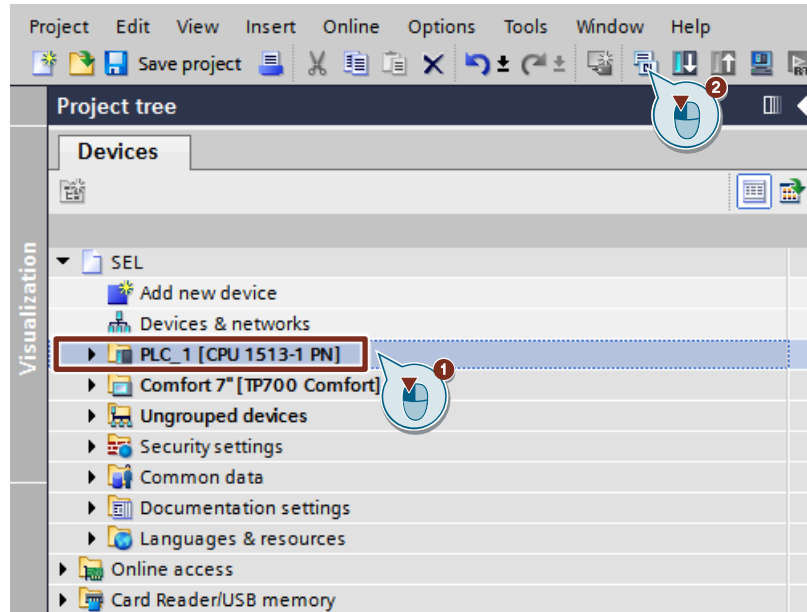 Project Edit View Insert Online Options Tools Window Help
Save project
2
Project tree
Devices
Visualization
SEL
Add new device
Devices & networks
PLC_1 [CPU 1513-1 PN]
1
Comfort 7" [TP700 Comfort]
Ungrouped devices
Security settings
Common data
Documentation settings
Languages & resources
Online access
Card Reader/USB memory